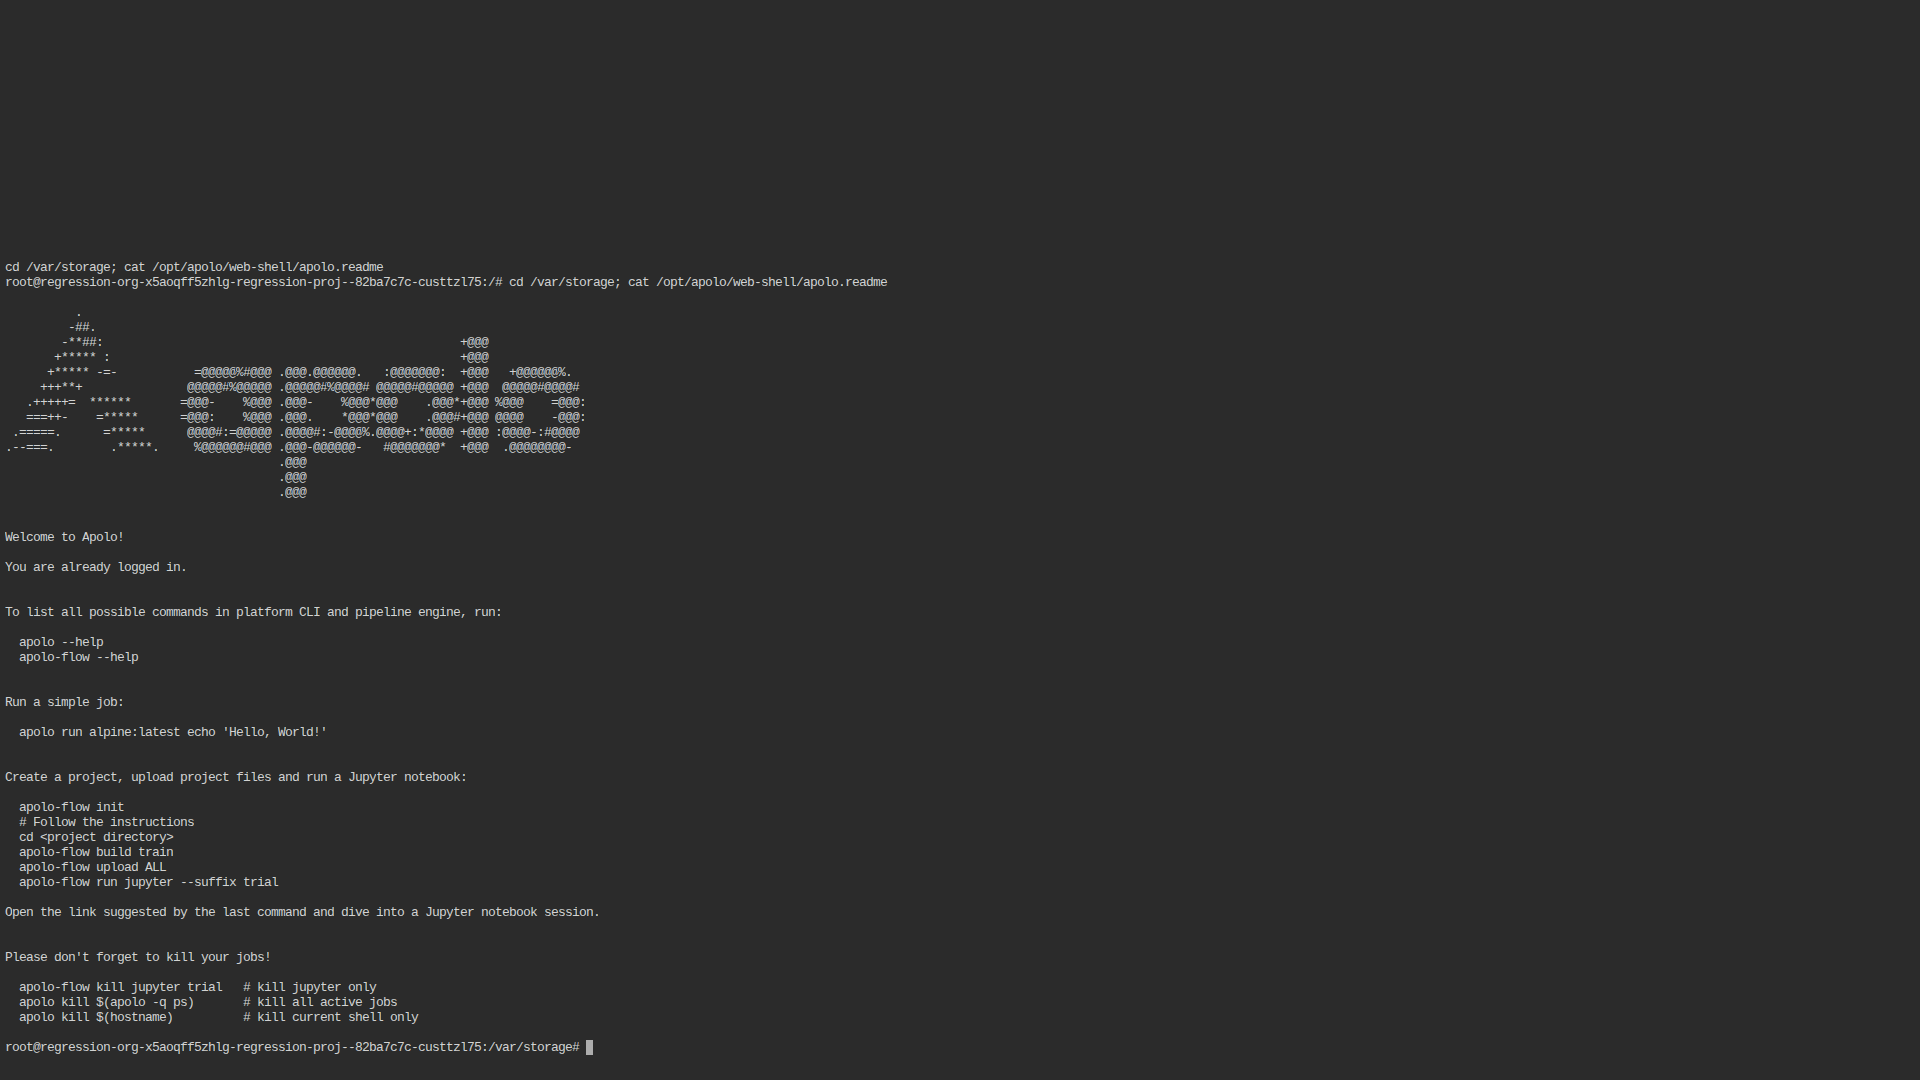 cd /var/storage; cat /opt/apolo/web-shell/apolo.readme
root@regression-org-x5aoqff5zhlg-regression-proj--82ba7c7c-custtzl75:/# cd /var/storage; cat /opt/apolo/web-shell/apolo.readme
          .
         -##.
        -**##:                                                   +@@@
       +***** :                                                  +@@@
      +***** -=-           =@@@@@%#@@@ .@@@.@@@@@@.   :@@@@@@@:  +@@@   +@@@@@@%.
     +++**+               @@@@@#%@@@@@ .@@@@@#%@@@@# @@@@@#@@@@@ +@@@  @@@@@#@@@@#
   .+++++=  ******       =@@@-    %@@@ .@@@-    %@@@*@@@    .@@@*+@@@ %@@@    =@@@:
   ===++-    =*****      =@@@:    %@@@ .@@@.    *@@@*@@@    .@@@#+@@@ @@@@    -@@@:
 .=====.      =*****      @@@@#:=@@@@@ .@@@@#:-@@@@%.@@@@+:*@@@@ +@@@ :@@@@-:#@@@@
.--===.        .*****.     %@@@@@@#@@@ .@@@-@@@@@@-   #@@@@@@@*  +@@@  .@@@@@@@@-
                                       .@@@
                                       .@@@
                                       .@@@
Welcome to Apolo!
You are already logged in.
To list all possible commands in platform CLI and pipeline engine, run:
  apolo --help
  apolo-flow --help
Run a simple job:
  apolo run alpine:latest echo 'Hello, World!'
Create a project, upload project files and run a Jupyter notebook:
  apolo-flow init
  # Follow the instructions
  cd <project directory>
  apolo-flow build train
  apolo-flow upload ALL
  apolo-flow run jupyter --suffix trial
Open the link suggested by the last command and dive into a Jupyter notebook session.
Please don't forget to kill your jobs!
  apolo-flow kill jupyter trial   # kill jupyter only
  apolo kill $(apolo -q ps)       # kill all active jobs
  apolo kill $(hostname)          # kill current shell only
root@regression-org-x5aoqff5zhlg-regression-proj--82ba7c7c-custtzl75:/var/storage#